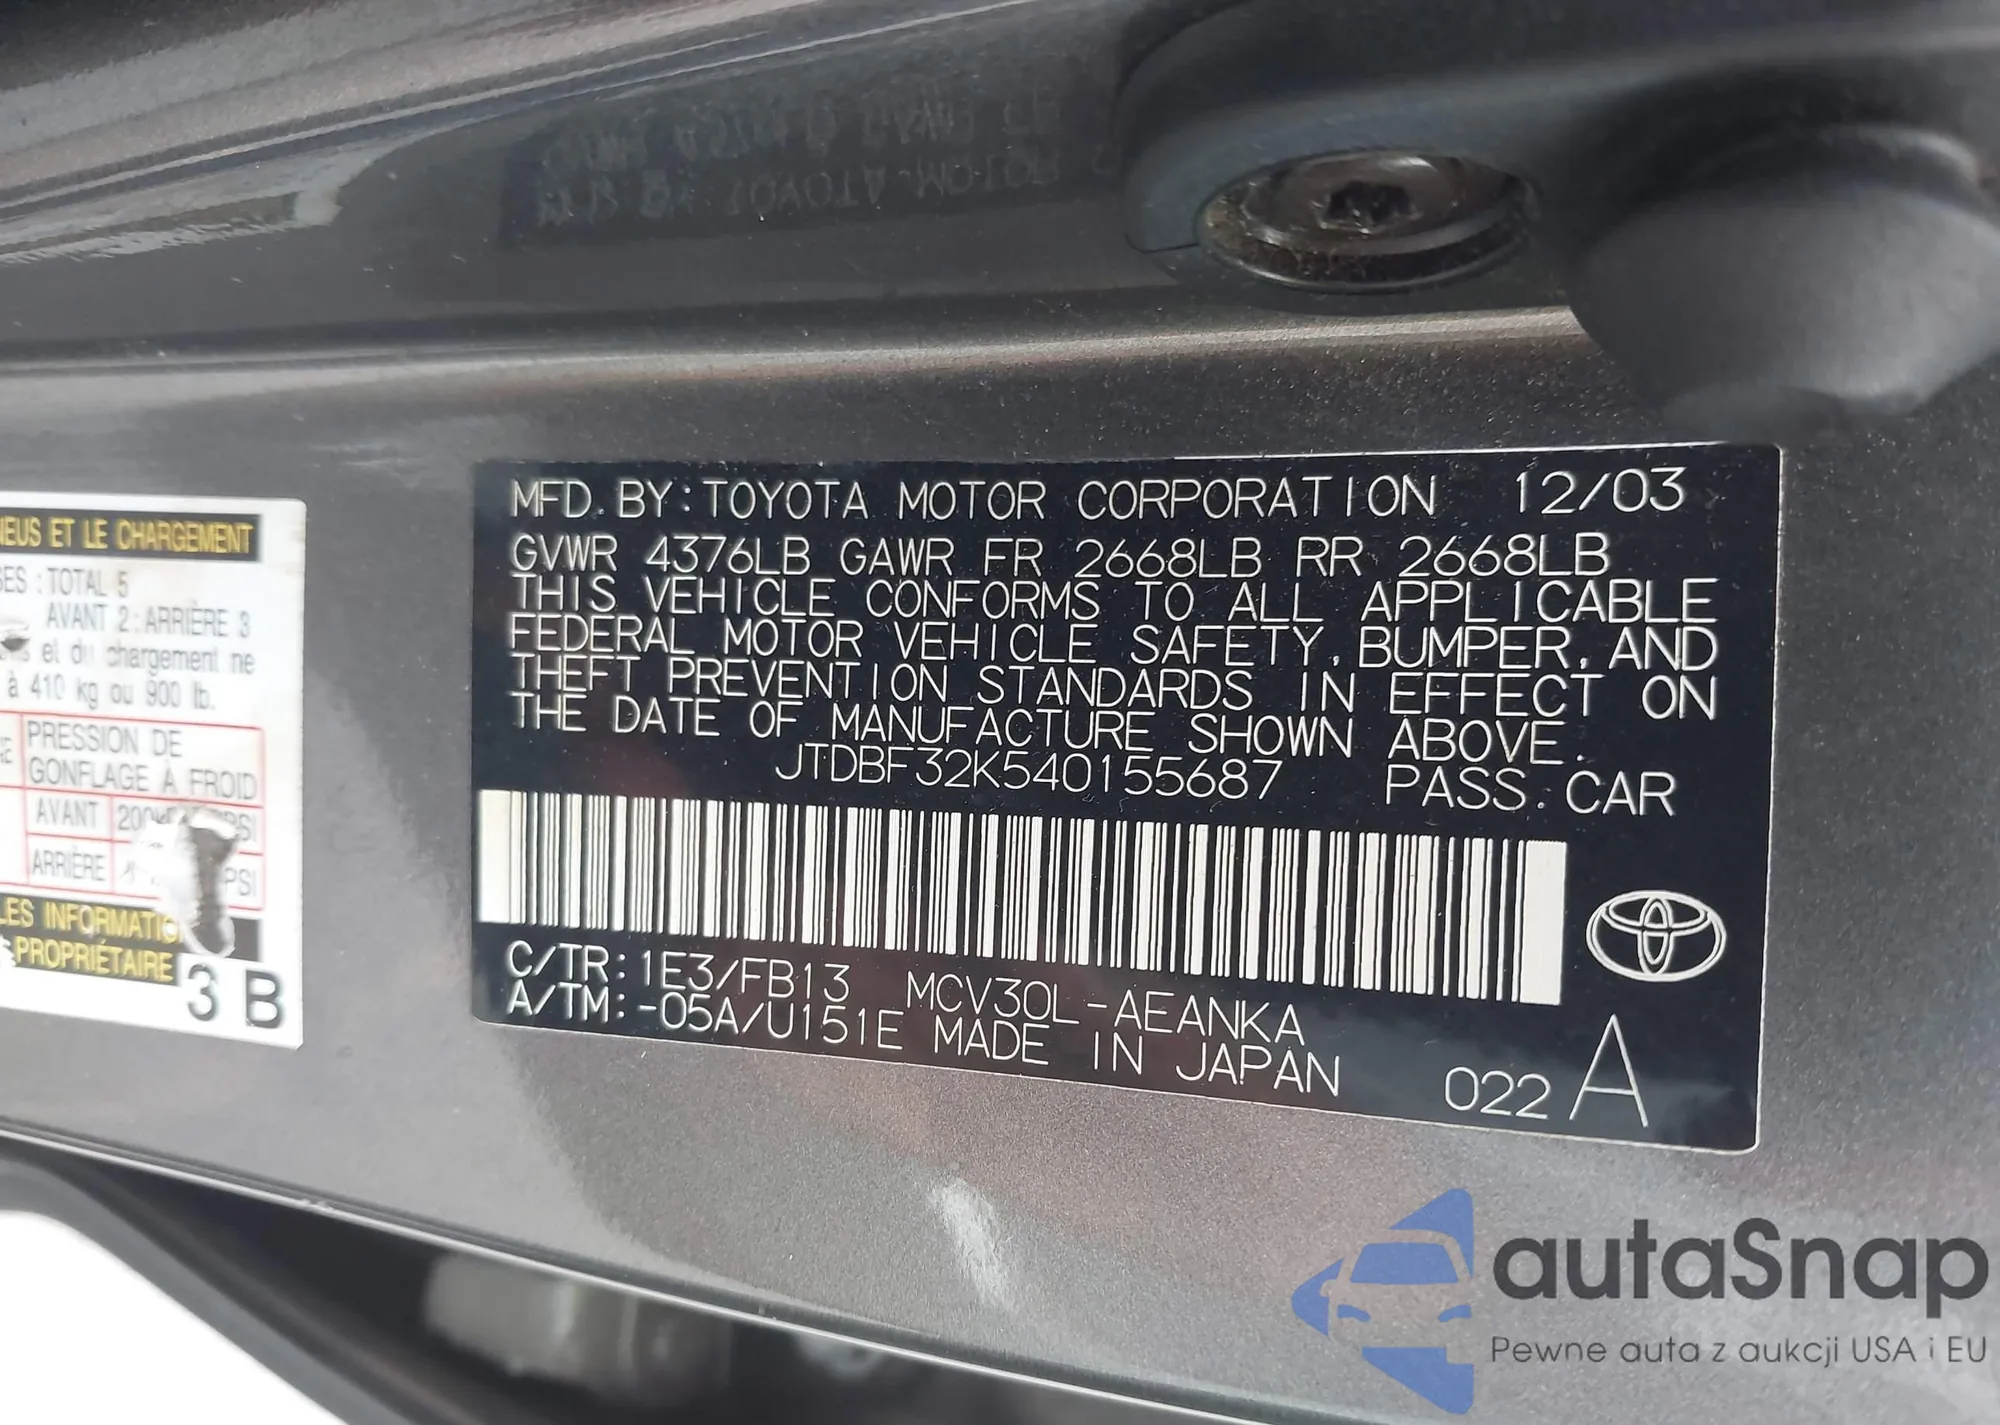 MFD. BY: TOYOTA MOTOR CORPORATION 12/03
GVWR 4376LB GAWR FR 2668LB RR 2668LB
THIS VEHICLE CONFORMS TO ALL APPLICABLE
FEDERAL MOTOR VEHICLE SAFETY, BUMPER, AND
THEFT PREVENTION STANDARDS IN EFFECT ON
THE DATE OF MANUFACTURE SHOWN ABOVE.
JTDBF32K540155687 PASS. CAR
C/TR: 1E3/FB13 MCV30L-AEANKA
A/TM: -05A/U151E MADE IN JAPAN
022 A
ET LE CHARGEMENT
: TOTAL 5
AVANT 2 : ARRIÈRE 3
et du chargement ne
à 410 kg ou 900 lb.
PRESSION DE
GONFLAGE À FROID
AVANT
ARRIÈRE
PROPRIÉTAIRE
3 B
autaSnap
Pewne auta z aukcji USA i EU